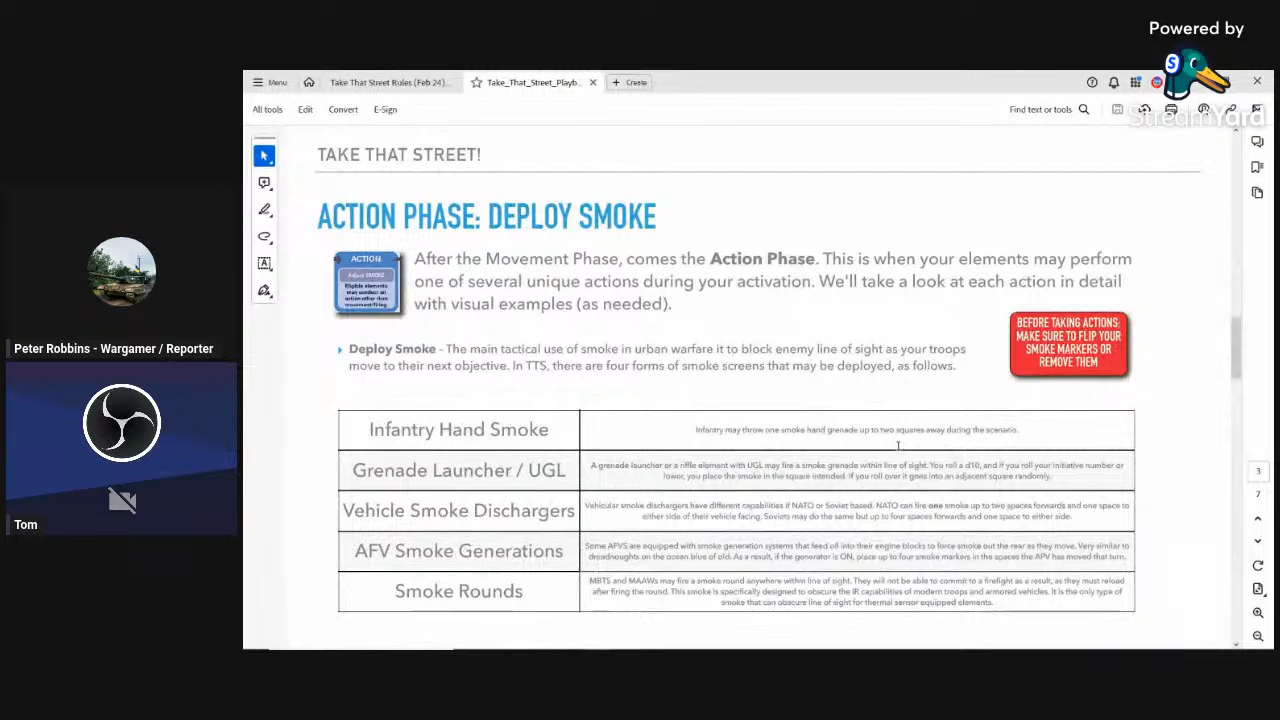 Powered by
StreamYard
Menu
Take That Street Rules (Feb 24)...
Take_That_Street_Playb...
Create
All tools
Edit
Convert
E-Sign
Find text or tools
TAKE THAT STREET!
ACTION PHASE: DEPLOY SMOKE
ACTION
Adjust SMOKE
Eligible elements
may conduct an
action other than
movement/firing.
After the Movement Phase, comes the Action Phase. This is when your elements may perform
one of several unique actions during your activation. We'll take a look at each action in detail
with visual examples (as needed).
BEFORE TAKING ACTIONS:
MAKE SURE TO FLIP YOUR
SMOKE MARKERS OR
REMOVE THEM
Deploy Smoke - The main tactical use of smoke in urban warfare it to block enemy line of sight as your troops
move to their next objective. In TTS, there are four forms of smoke screens that may be deployed, as follows.
Infantry Hand Smoke
Infantry may throw one smoke hand grenade up to two squares away during the scenario.
Grenade Launcher / UGL
A grenade launcher or a riffle element with UGL may fire a smoke grenade within line of sight. You roll a d10, and if you roll your initiative number or
lower, you place the smoke in the square intended. If you roll over it goes into an adjacent square randomly.
Vehicle Smoke Dischargers
Vehicular smoke dischargers have different capabilities if NATO or Soviet based. NATO can fire one smoke up to two spaces forwards and one space to
either side of their vehicle facing. Soviets may do the same but up to four spaces forwards and one space to either side.
AFV Smoke Generations
Some AFVS are equipped with smoke generation systems that feed oil into their engine blocks to force smoke out the rear as they move. Very similar to
dreadnoughts on the ocean blue of old. As a result, if the generator is ON, place up to four smoke markers in the spaces the APV has moved that turn.
Smoke Rounds
MBTS and MAAWs may fire a smoke round anywhere within line of sight. They will not be able to commit to a firefight as a result, as they must reload
after firing the round. This smoke is specifically designed to obscure the IR capabilities of modern troops and armored vehicles. It is the only type of
smoke that can obscure line of sight for thermal sensor equipped elements.
3
7
Peter Robbins - Wargamer / Reporter
Tom